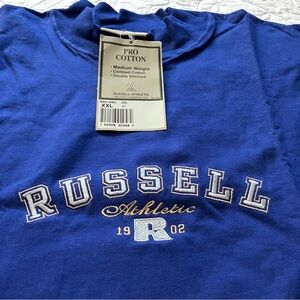 PRO
COTTON
• Medium Weight
• Combed Cotton
• Double Stitched
RUSSELL ATHLETIC
XXL
RUSSELL
Athletic
19 R 02